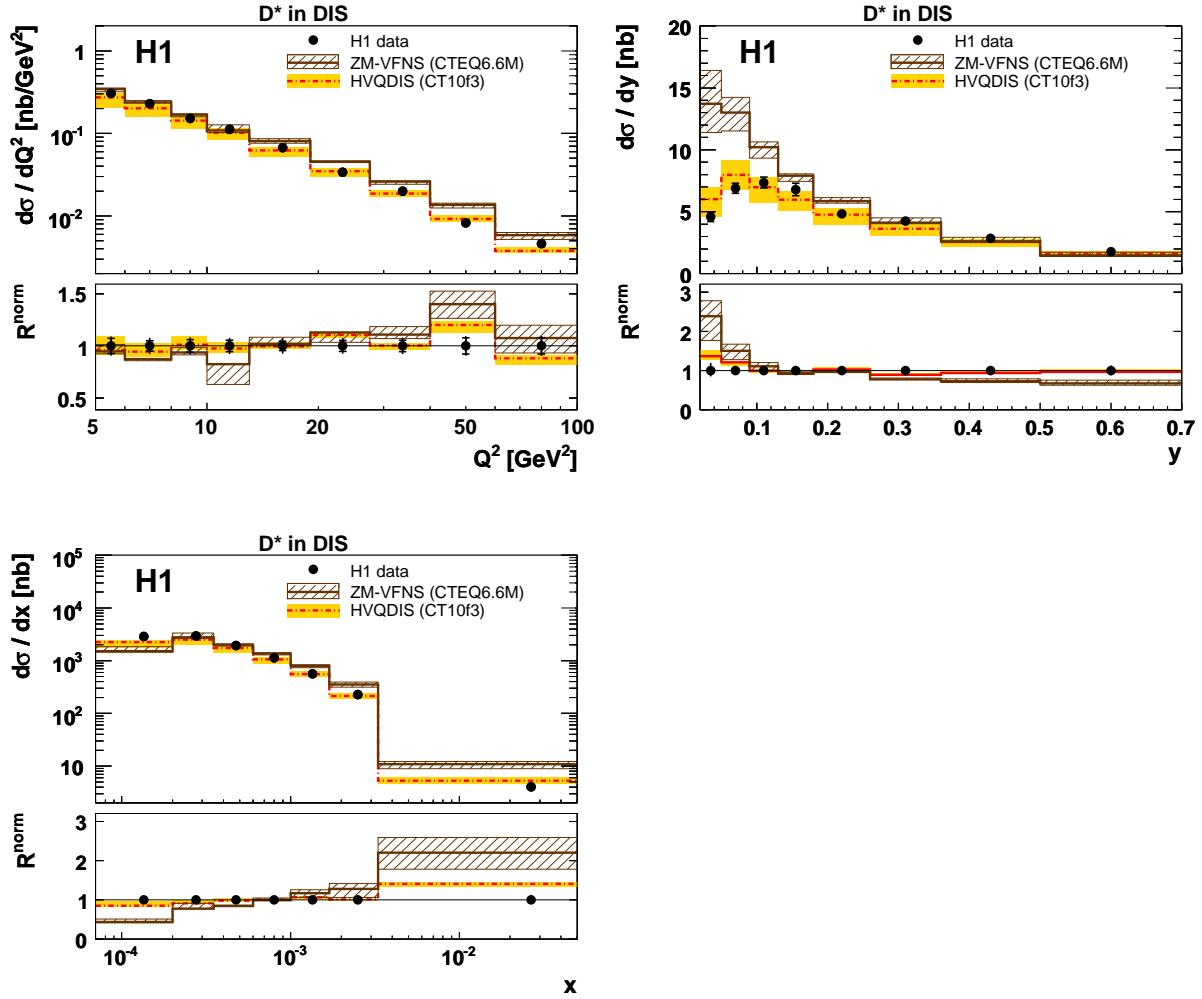 D* in DIS
H1
H1 data
ZM-VFNS (CTEQ6.6M)
HVQDIS (CT10f3)
dσ / dQ² [nb/GeV²]
1
10⁻¹
10⁻²
R^norm
1.5
1
0.5
5 10 20 50 100
Q² [GeV²]
D* in DIS
H1
H1 data
ZM-VFNS (CTEQ6.6M)
HVQDIS (CT10f3)
dσ / dy [nb]
20
15
10
5
0
R^norm
3
2
1
0
0.1 0.2 0.3 0.4 0.5 0.6 0.7
y
D* in DIS
H1
H1 data
ZM-VFNS (CTEQ6.6M)
HVQDIS (CT10f3)
dσ / dx [nb]
10⁵
10⁴
10³
10²
10
R^norm
3
2
1
0
10⁻⁴ 10⁻³ 10⁻²
x